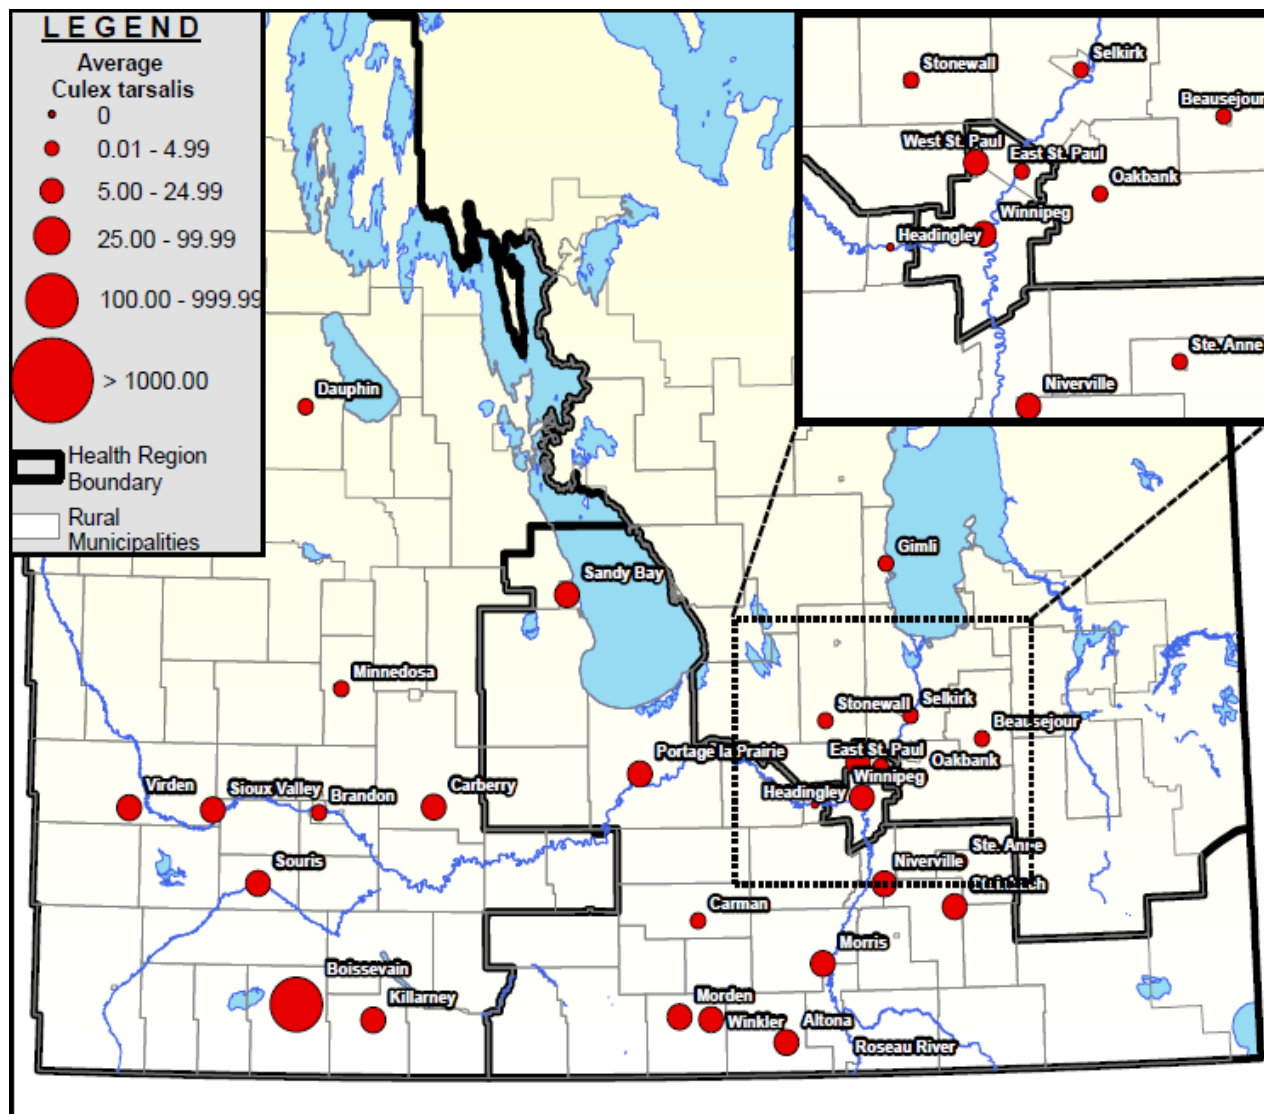 LEGEND
Average
Culex tarsalis
0
0.01 - 4.99
5.00 - 24.99
25.00 - 99.99
100.00 - 999.99
> 1000.00
Health Region
Boundary
Rural
Municipalities
Stonewall
Selkirk
Beausejour
West St. Paul
East St. Paul
Oakbank
Winnipeg
Headingley
Ste. Anne
Niverville
Dauphin
Gimli
Sandy Bay
Minnedosa
Stonewall
Selkirk
Beausejour
Portage la Prairie
East St. Paul
Oakbank
Winnipeg
Headingley
Virden
Sioux Valley
Brandon
Carberry
Souris
Niverville
Ste. Anne
Carman
Morris
Boissevain
Killarney
Morden
Winkler
Altona
Roseau River